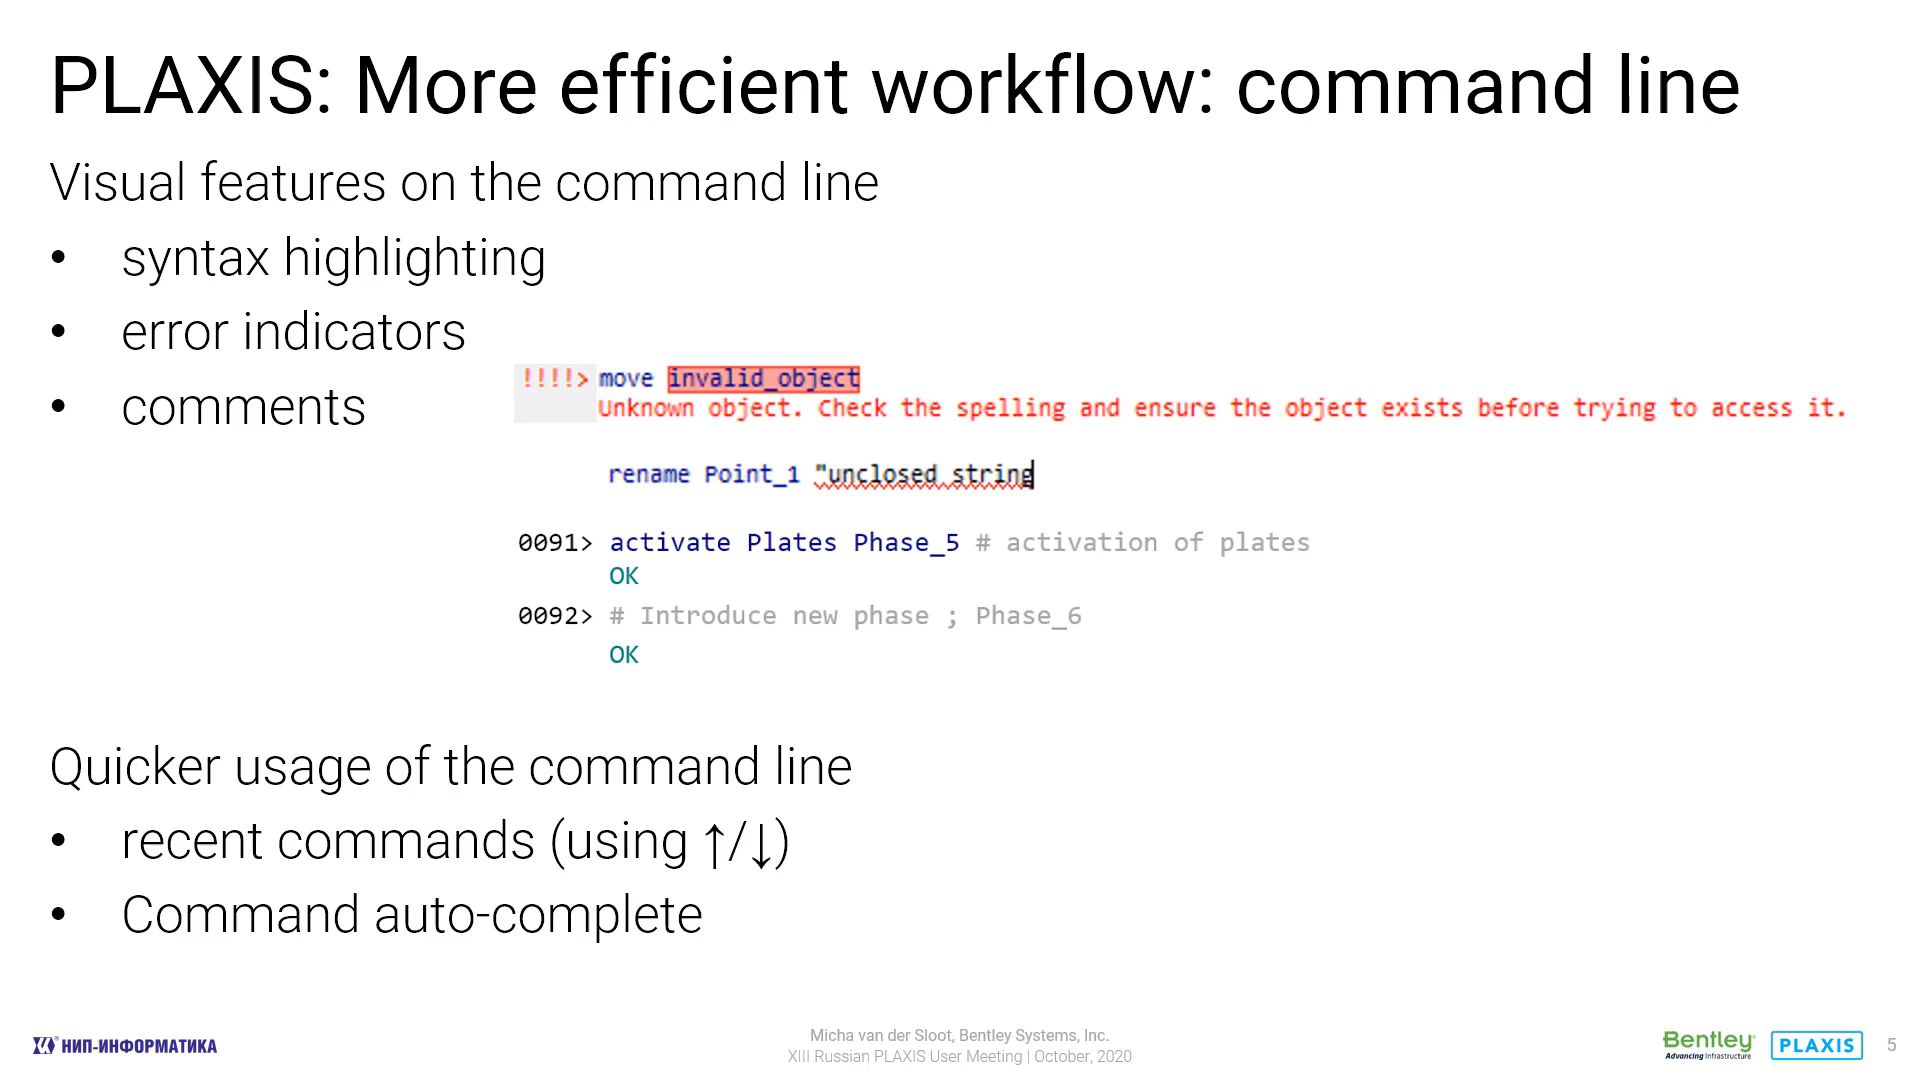 PLAXIS: More efficient workflow: command line
Visual features on the command line
• syntax highlighting
• error indicators
• comments
!!!!> move invalid_object
Unknown object. Check the spelling and ensure the object exists before trying to access it.
rename Point_1 "unclosed string
0091> activate Plates Phase_5 # activation of plates
OK
0092> # Introduce new phase ; Phase_6
OK
Quicker usage of the command line
• recent commands (using ↑/↓)
• Command auto-complete
НИП-ИНФОРМАТИКА
Micha van der Sloot, Bentley Systems, Inc.
XIII Russian PLAXIS User Meeting | October, 2020
Bentley®
Advancing Infrastructure
PLAXIS
5